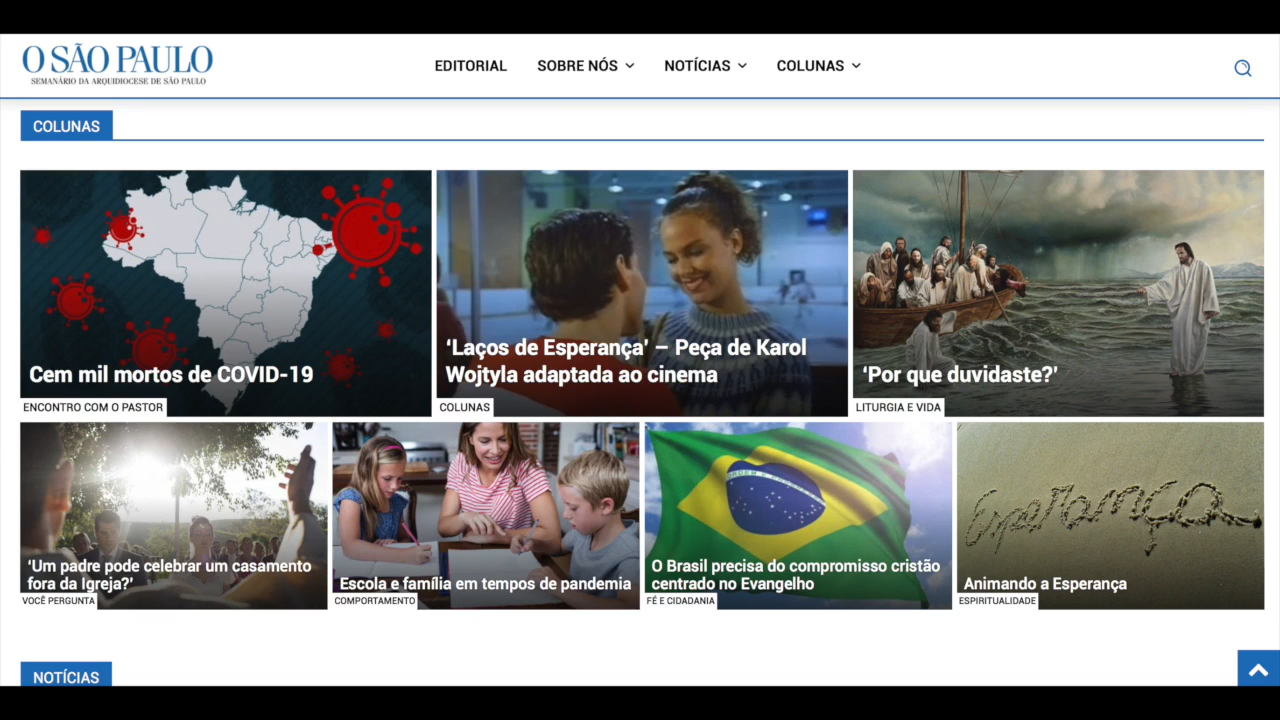 O SÃO PAULO
SEMANÁRIO DA ARQUIDIOCESE DE SÃO PAULO
EDITORIAL
SOBRE NÓS
NOTÍCIAS
COLUNAS
COLUNAS
Cem mil mortos de COVID-19
ENCONTRO COM O PASTOR
‘Laços de Esperança’ – Peça de Karol
Wojtyla adaptada ao cinema
COLUNAS
‘Por que duvidaste?’
LITURGIA E VIDA
‘Um padre pode celebrar um casamento
fora da Igreja?’
VOCÊ PERGUNTA
Escola e família em tempos de pandemia
COMPORTAMENTO
ORDEM E PROGRESSO
O Brasil precisa do compromisso cristão
centrado no Evangelho
FÉ E CIDADANIA
Esperança
Animando a Esperança
ESPIRITUALIDADE
NOTÍCIAS